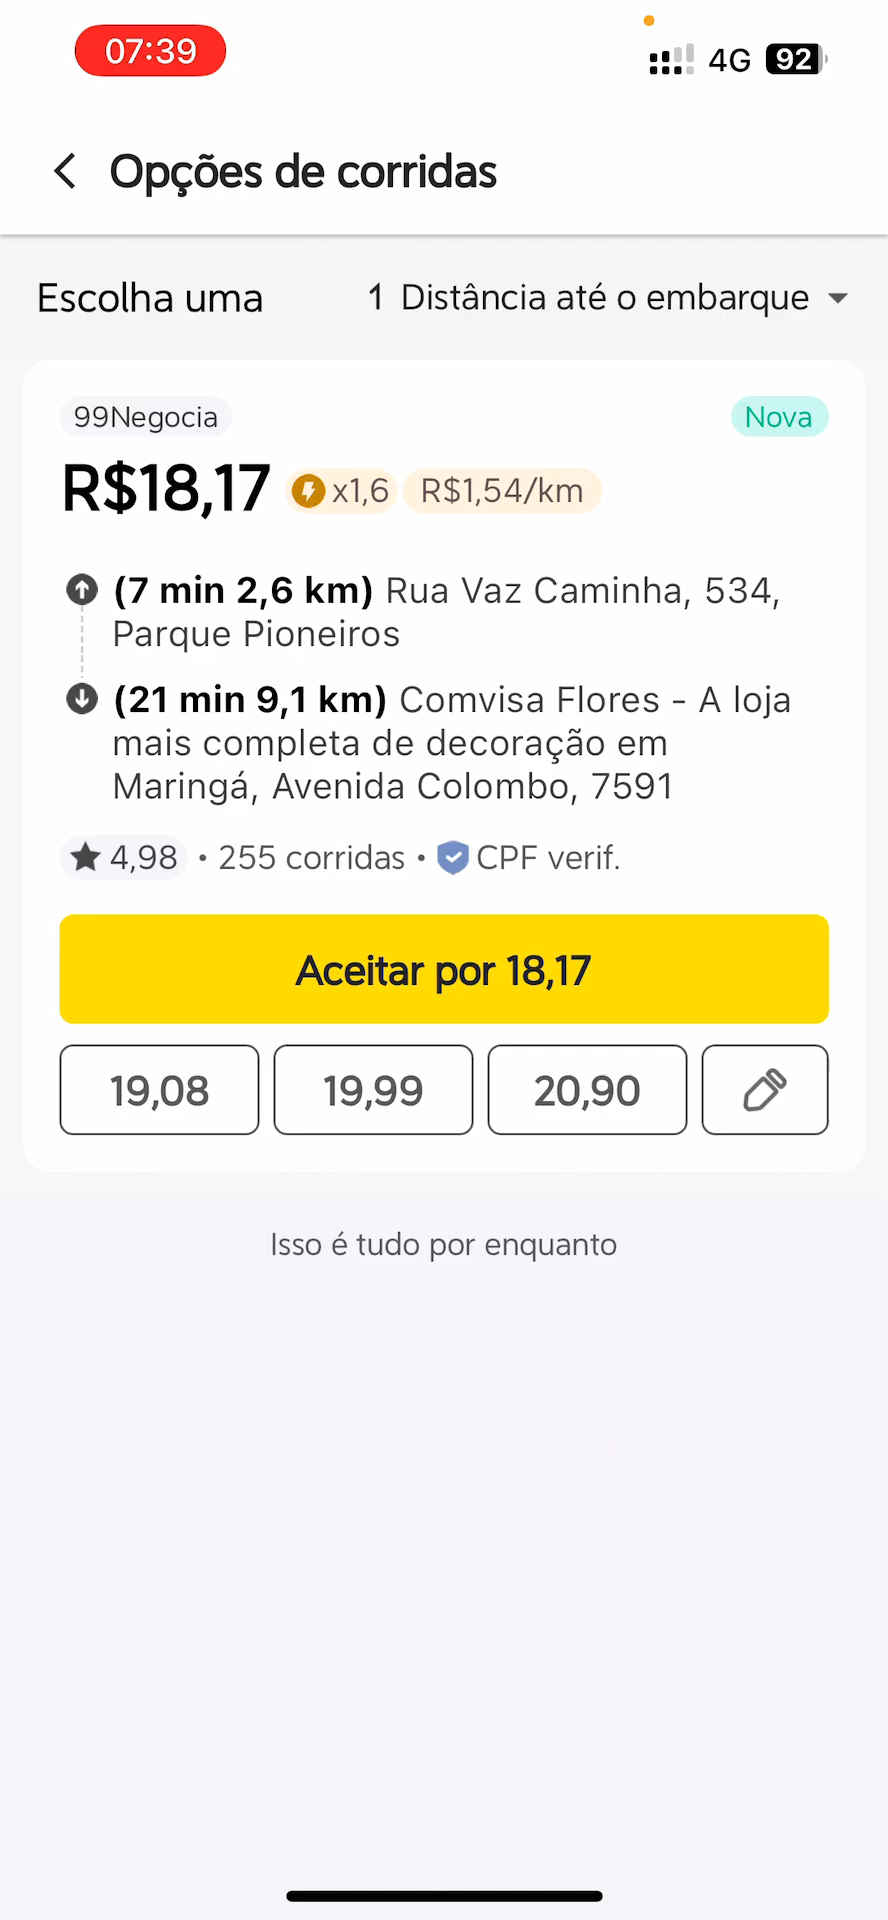 07:39
4G 92
Opções de corridas
Escolha uma
1 Distância até o embarque
99Negocia
Nova
R$18,17 x1,6 R$1,54/km
(7 min 2,6 km) Rua Vaz Caminha, 534,
Parque Pioneiros
(21 min 9,1 km) Comvisa Flores - A loja
mais completa de decoração em
Maringá, Avenida Colombo, 7591
4,98 • 255 corridas • CPF verif.
Aceitar por 18,17
19,08
19,99
20,90
Isso é tudo por enquanto